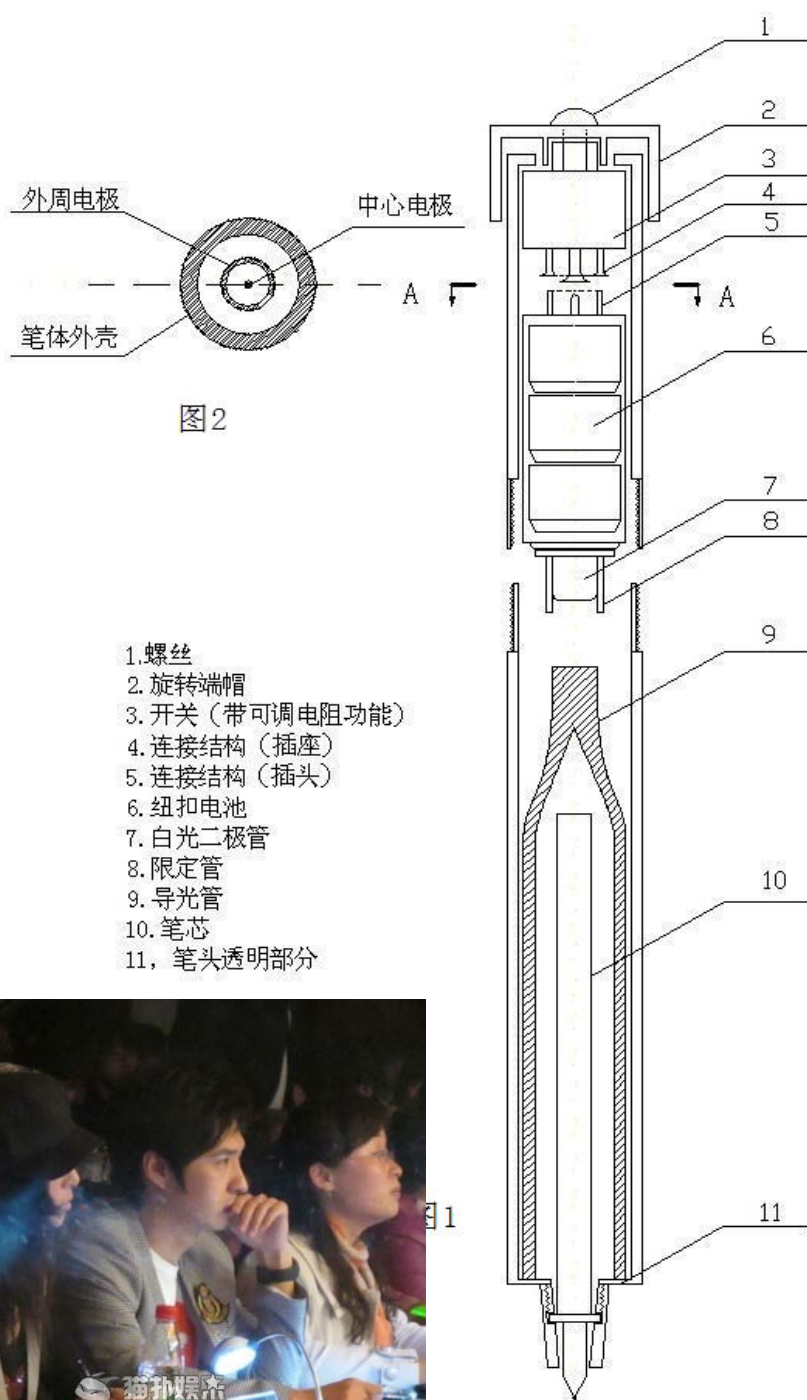 1
2
3
4
5
6
7
8
9
10
11
外周电极
中心电极
笔体外壳
A
A
图2
1.螺丝
2.旋转端帽
3.开关（带可调电阻功能）
4.连接结构（插座）
5.连接结构（插头）
6.纽扣电池
7.白光二极管
8.限定管
9.导光管
10.笔芯
11，笔头透明部分
图1
猫扑娱乐